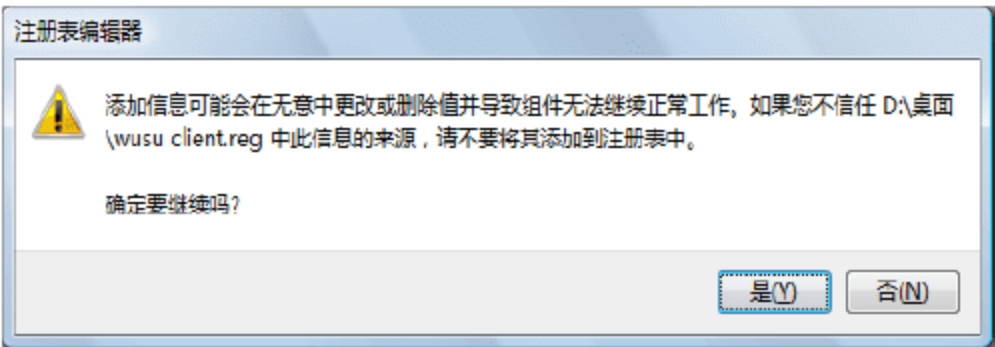 注册表编辑器
添加信息可能会在无意中更改或删除值并导致组件无法继续正常工作, 如果您不信任 D:\桌面
\wusu client.reg 中此信息的来源，请不要将其添加到注册表中。
确定要继续吗?
是(Y) 否(N)